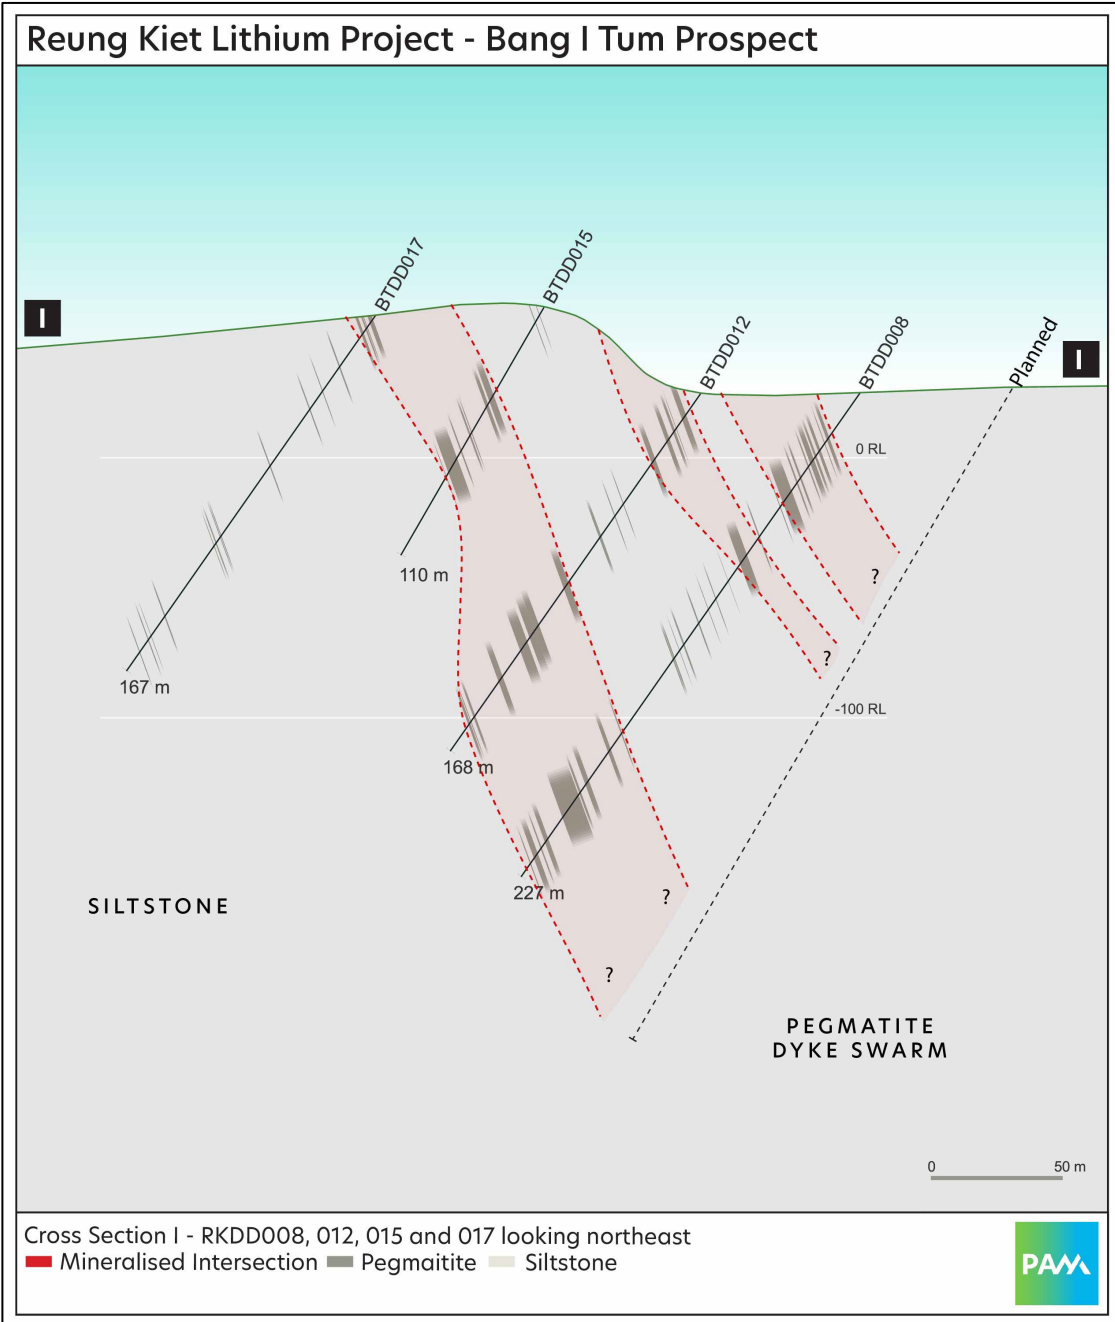 Reung Kiet Lithium Project - Bang I Tum Prospect
BTDD017
BTDD015
I
BTDD012
BTDD008
Planned
I
0 RL
?
110 m
?
167 m
-100 RL
168 m
227 m
?
SILTSTONE
?
PEGMATITE
DYKE SWARM
0 50 m
Cross Section I - RKDD008, 012, 015 and 017 looking northeast
Mineralised Intersection Pegmaitite Siltstone
PAM